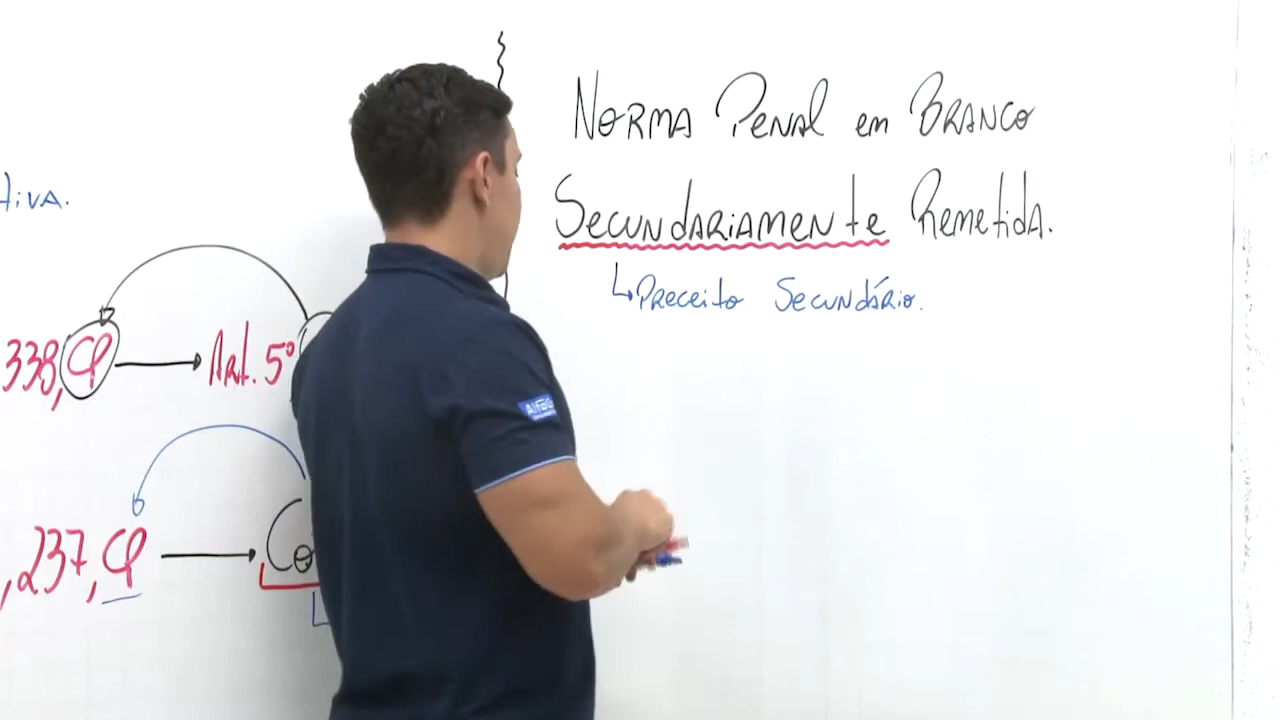 tiva.
338, CP → Art. 5º
, 237, CP → Co
NORMA PENAL em BRANCO
SECUNDARIAMENTE REMETIDA.
↳ PRECEITO SECUNDÁRIO.